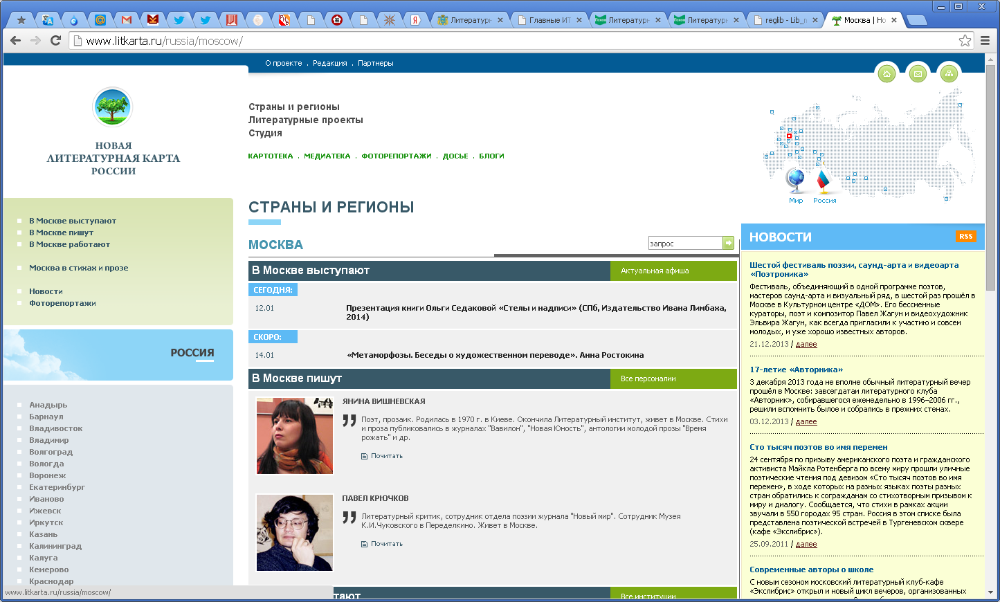 Литератур
Главные ИТ
Литератур
Литератур
reglib - Lib_r
Москва | Но
www.litkarta.ru/russia/moscow/
О проекте . Редакция . Партнеры
НОВАЯ
ЛИТЕРАТУРНАЯ КАРТА
РОССИИ
Страны и регионы
Литературные проекты
Студия
КАРТОТЕКА . МЕДИАТЕКА . ФОТОРЕПОРТАЖИ . ДОСЬЕ . БЛОГИ
Мир
Россия
В Москве выступают
В Москве пишут
В Москве работают
Москва в стихах и прозе
Новости
Фоторепортажи
РОССИЯ
Анадырь
Барнаул
Владивосток
Владимир
Волгоград
Вологда
Воронеж
Екатеринбург
Иваново
Ижевск
Иркутск
Казань
Калининград
Калуга
Кемерово
Краснодар
www.litkarta.ru/russia/moscow/
СТРАНЫ И РЕГИОНЫ
МОСКВА
запрос
В Москве выступают
Актуальная афиша
СЕГОДНЯ:
12.01
Презентация книги Ольги Седаковой «Стелы и надписи» (СПб, Издательство Ивана Лимбаха,
2014)
СКОРО:
14.01
«Метаморфозы. Беседы о художественном переводе». Анна Ростокина
В Москве пишут
Все персоналии
ЯНИНА ВИШНЕВСКАЯ
Поэт, прозаик. Родилась в 1970 г. в Киеве. Окончила Литературный институт, живет в Москве. Стихи
и проза публиковались в журналах "Вавилон", "Новая Юность", антологии молодой прозы "Время
рожать" и др.
Почитать
ПАВЕЛ КРЮЧКОВ
Литературный критик, сотрудник отдела поэзии журнала "Новый мир". Сотрудник Музея
К.И.Чуковского в Переделкино. Живет в Москве.
Почитать
тают
Все институции
НОВОСТИ
RSS
Шестой фестиваль поэзии, саунд-арта и видеоарта
«Поэтроника»
Фестиваль, объединяющий в одной программе поэтов,
мастеров саунд-арта и визуальный ряд, в шестой раз прошёл в
Москве в Культурном центре «ДОМ». Его бессменные
кураторы, поэт и композитор Павел Жагун и видеохудожник
Эльвира Жагун, как всегда пригласили к участию и совсем
молодых, и уже хорошо известных авторов.
21.12.2013 / далее
17-летие «Авторника»
3 декабря 2013 года не вполне обычный литературный вечер
прошёл в Москве: завсегдатаи литературного клуба
«Авторник», собиравшегося еженедельно в 1996–2006 гг.,
решили вспомнить былое и собрались в прежних стенах.
03.12.2013 / далее
Сто тысяч поэтов во имя перемен
24 сентября по призыву американского поэта и гражданского
активиста Майкла Ротенберга по всему миру прошли уличные
поэтические чтения под девизом «Сто тысяч поэтов во имя
перемен», в ходе которых на разных языках поэты разных
стран обратились к согражданам со стихотворным призывом к
миру и диалогу. Сообщается, что стихи в рамках акции
звучали в 550 городах 95 стран. Россия в этом списке была
представлена поэтической встречей в Тургеневском сквере
(кафе «Экслибрис»).
25.09.2011 / далее
Современные авторы о школе
С новым сезоном московский литературный клуб-кафе
«Экслибрис» открыл и новый цикл вечеров, организованных